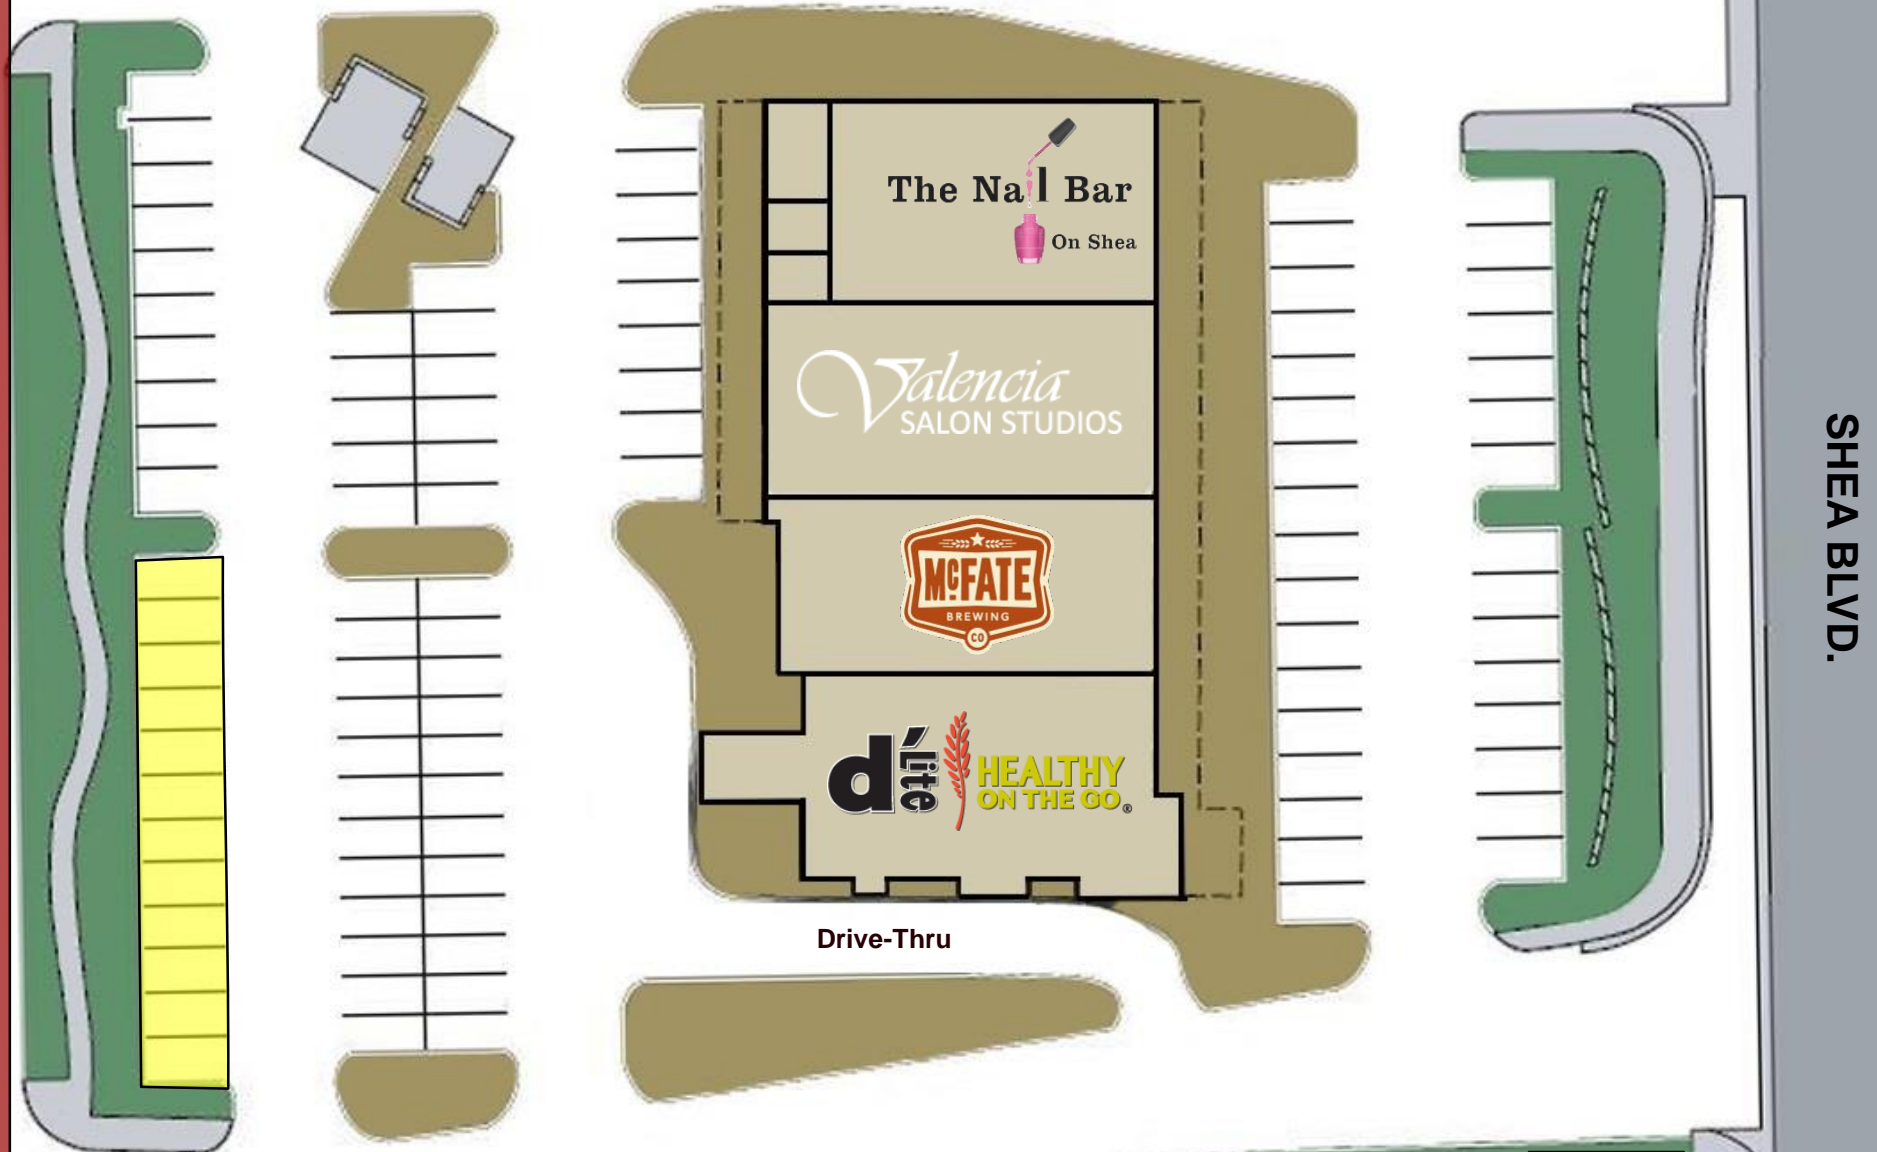 The Nail Bar
On Shea
Valencia
SALON STUDIOS
McFATE
BREWING
CO
d'Lite
HEALTHY
ON THE GO®
Drive-Thru
SHEA BLVD.